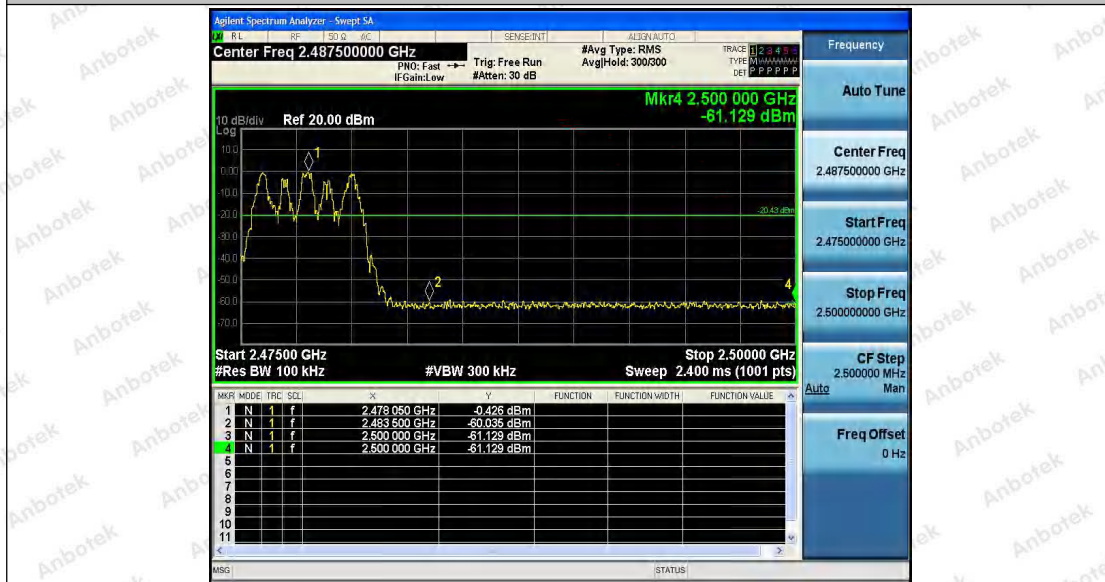 Agilent Spectrum Analyzer - Swept SA
RL RF 50 Ω AC SENSE:INT ALIGN AUTO
Center Freq 2.487500000 GHz
PNO: Fast
IFGain:Low
Trig: Free Run
#Atten: 30 dB
#Avg Type: RMS
Avg|Hold: 300/300
TRACE 1 2 3 4 5 6
TYPE M
DET P P P P P P
Mkr4 2.500 000 GHz
-61.129 dBm
10 dB/div Ref 20.00 dBm
Log
10.0
0.00
-10.0
-20.0
-30.0
-40.0
-50.0
-60.0
-70.0
1
2
4
-20.43 dBm
Start 2.47500 GHz Stop 2.50000 GHz
#Res BW 100 kHz #VBW 300 kHz Sweep 2.400 ms (1001 pts)
MKR MODE TRC SCL X Y FUNCTION FUNCTION WIDTH FUNCTION VALUE
1 N 1 f 2.478 050 GHz -0.426 dBm
2 N 1 f 2.483 500 GHz -60.035 dBm
3 N 1 f 2.500 000 GHz -61.129 dBm
4 N 1 f 2.500 000 GHz -61.129 dBm
5
6
7
8
9
10
11
MSG STATUS
Frequency
Auto Tune
Center Freq
2.487500000 GHz
Start Freq
2.475000000 GHz
Stop Freq
2.500000000 GHz
CF Step
2.500000 MHz
Auto Man
Freq Offset
0 Hz
Anbotek